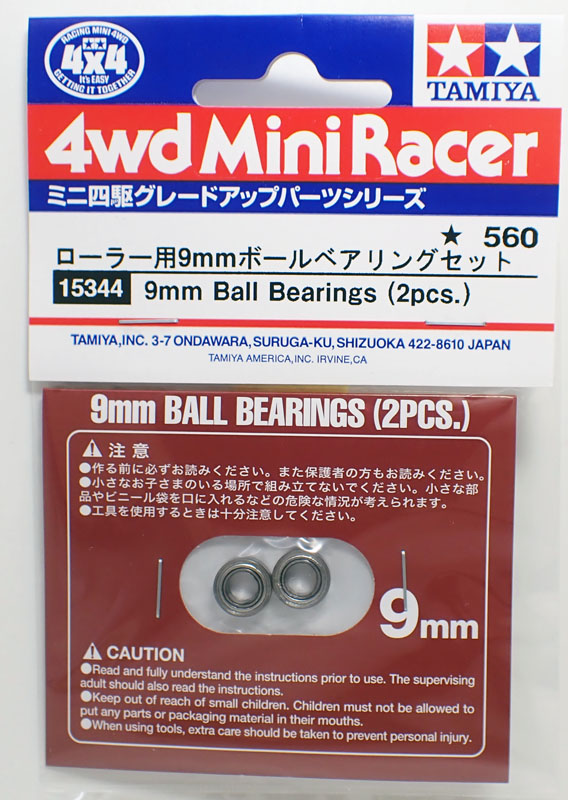 RACING MINI 4WD
4x4
It's EASY
GETTING IT TOGETHER
TAMIYA
4wd Mini Racer
ミニ四駆グレードアップパーツシリーズ
★ 560
ローラー用9mmボールベアリングセット
15344 9mm Ball Bearings (2pcs.)
TAMIYA,INC. 3-7 ONDAWARA,SURUGA-KU,SHIZUOKA 422-8610 JAPAN
TAMIYA AMERICA,INC. IRVINE,CA
9mm BALL BEARINGS (2PCS.)
注意
●作る前に必ずお読みください。また保護者の方もお読みください。
●小さなお子さまのいる場所で組み立てないでください。小さな部
品やビニール袋を口に入れるなどの危険な情況が考えられます。
●工具を使用するときは十分注意してください。
9mm
CAUTION
●Read and fully understand the instructions prior to use. The supervising
adult should also read the instructions.
●Keep out of reach of small children. Children must not be allowed to
put any parts or packaging material in their mouths.
●When using tools, extra care should be taken to prevent personal injury.